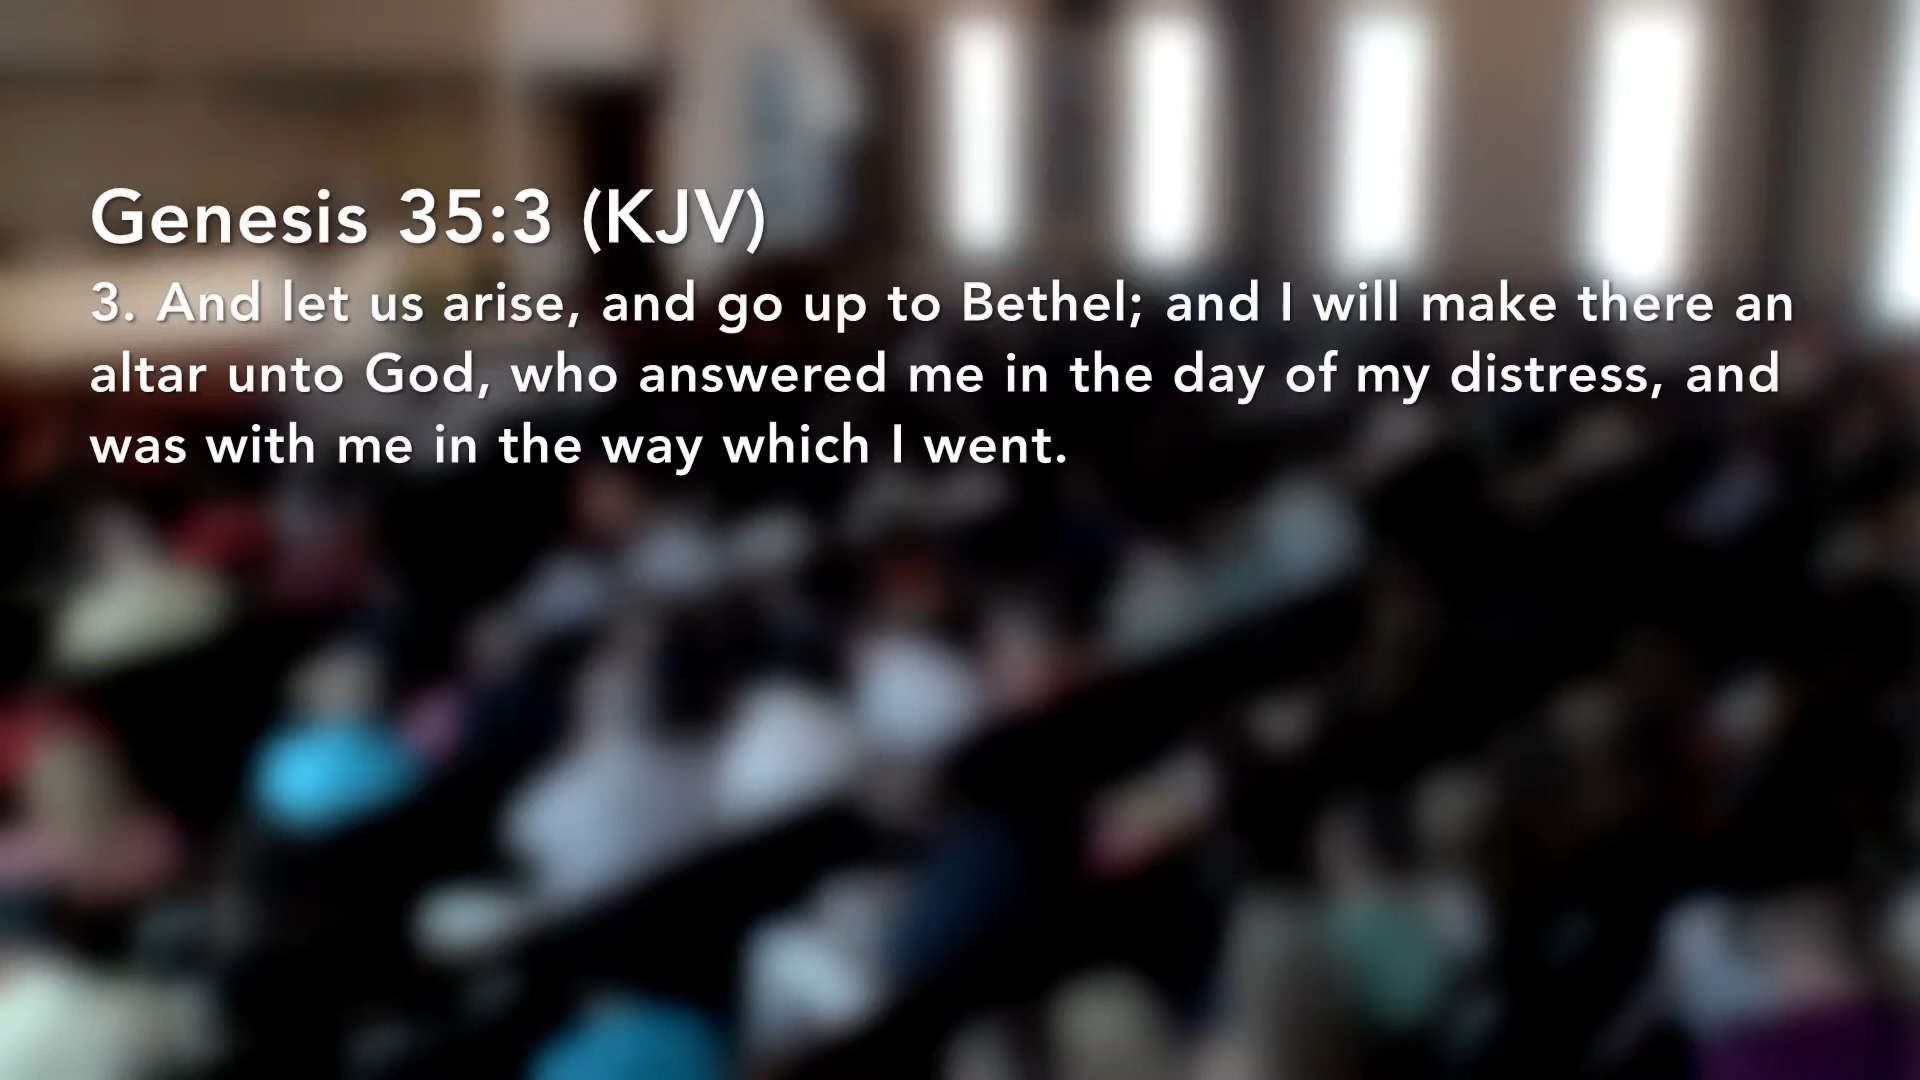 Genesis 35:3 (KJV)
3. And let us arise, and go up to Bethel; and I will make there an
altar unto God, who answered me in the day of my distress, and
was with me in the way which I went.